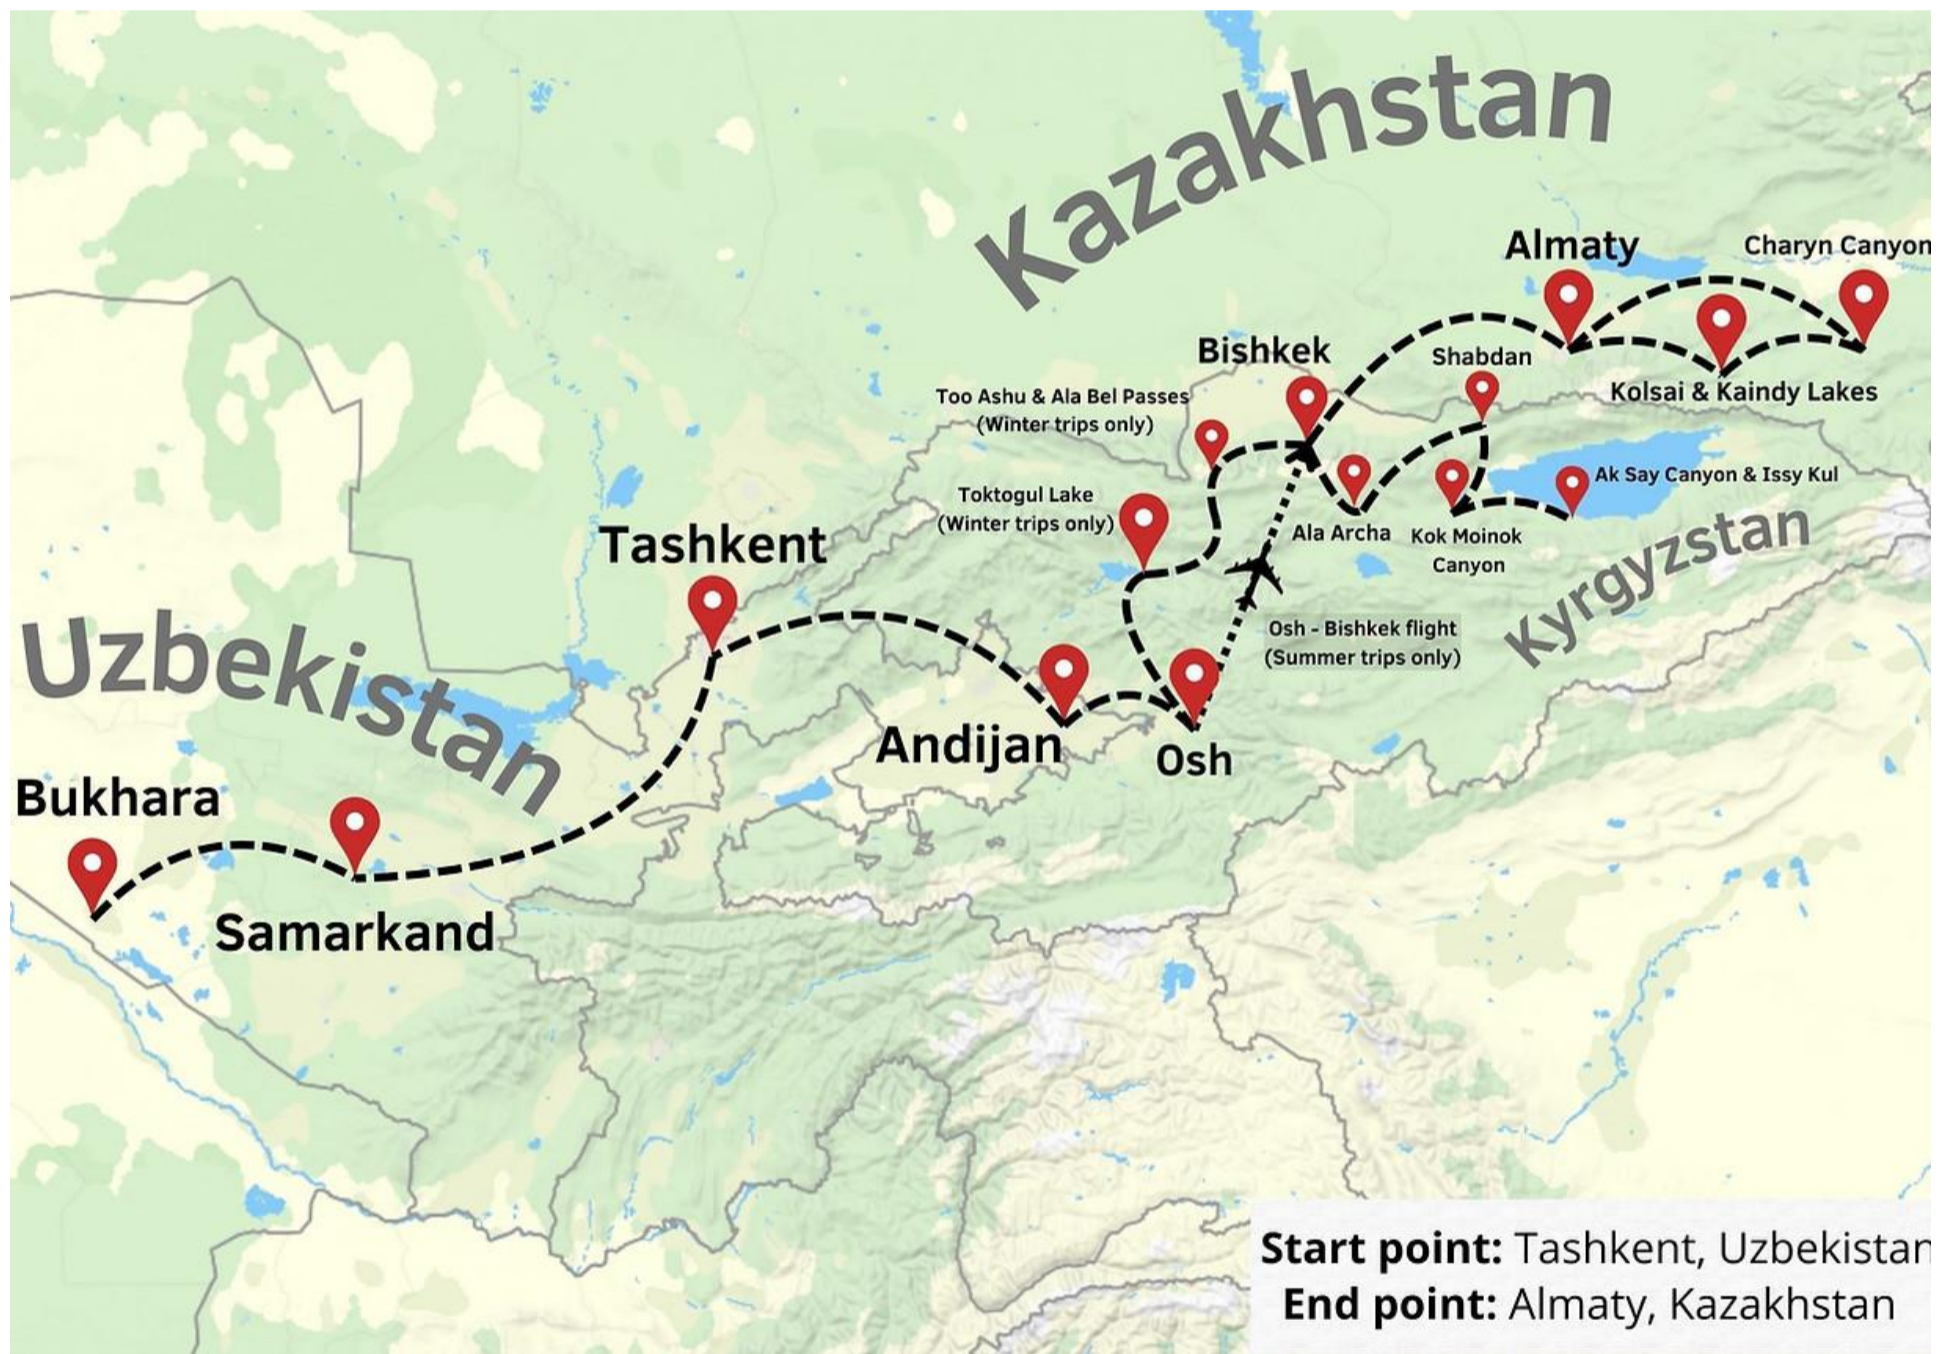 Kazakhstan
Almaty
Charyn Canyon
Bishkek
Shabdan
Kolsai & Kaindy Lakes
Too Ashu & Ala Bel Passes
(Winter trips only)
Ak Say Canyon & Issy Kul
Toktogul Lake
(Winter trips only)
Ala Archa
Kok Moinok
Canyon
Kyrgyzstan
Tashkent
Osh - Bishkek flight
(Summer trips only)
Uzbekistan
Andijan
Osh
Bukhara
Samarkand
Start point: Tashkent, Uzbekistan
End point: Almaty, Kazakhstan